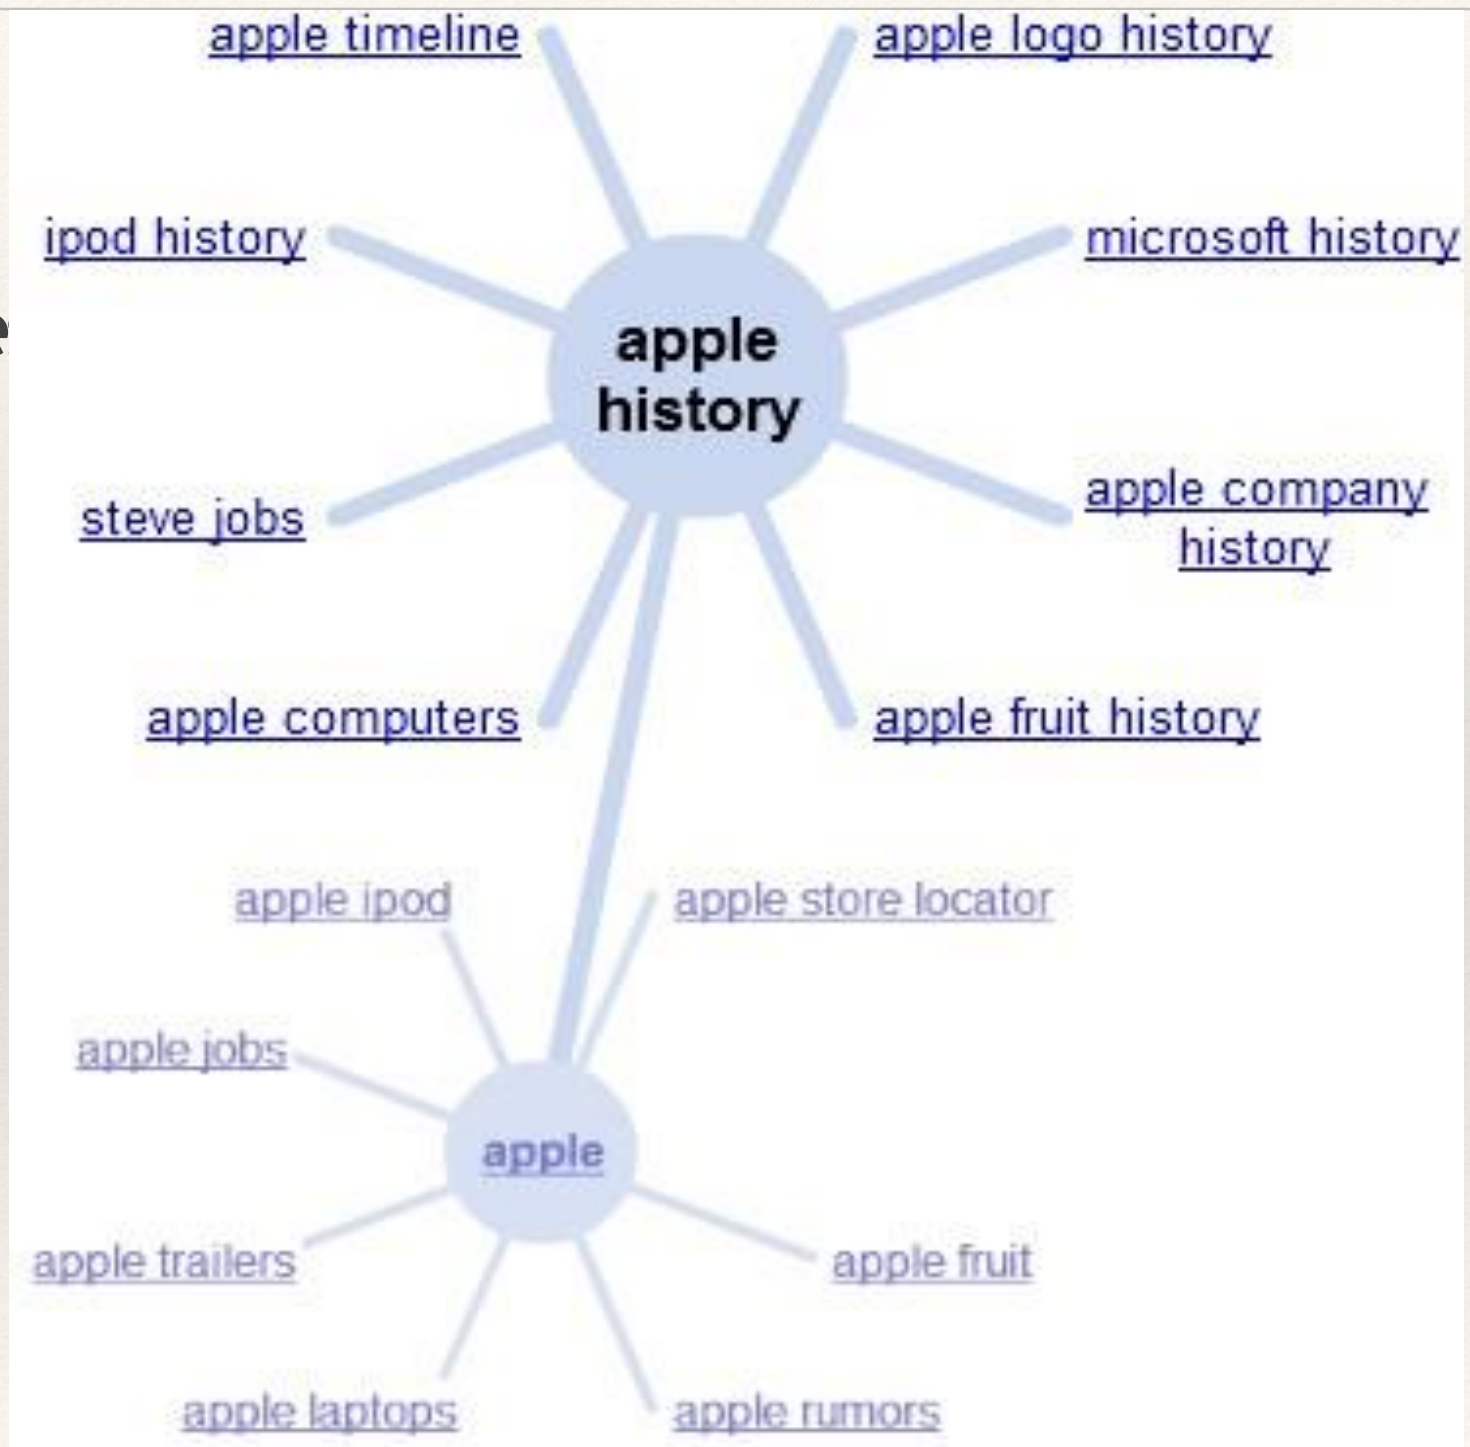 apple timeline
apple logo history
ipod history
microsoft history
apple
history
steve jobs
apple company
history
apple computers
apple fruit history
apple ipod
apple store locator
apple jobs
apple
apple trailers
apple fruit
apple laptops
apple rumors